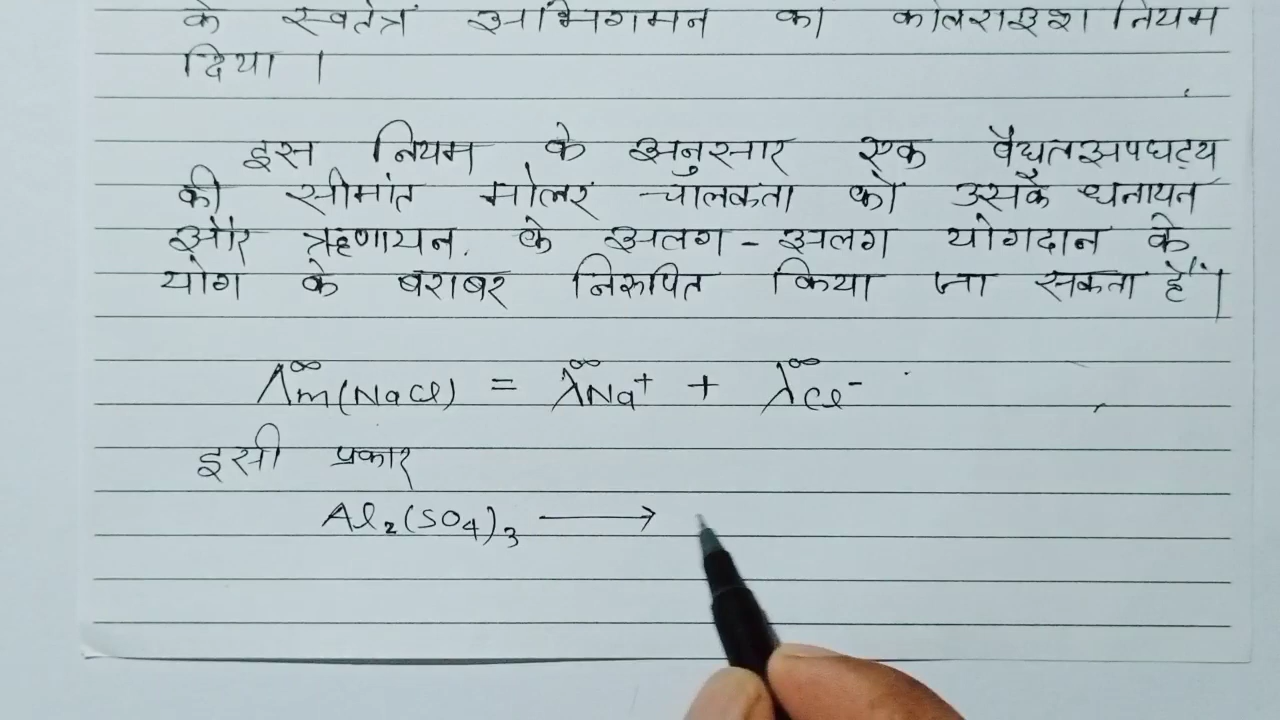 के स्वतंत्र अभिगमन का कोलराउश नियम
दिया ।
इस नियम के अनुसार एक वैद्युतअपघट्य
की सीमांत मोलर चालकता को उसके धनायन
और ऋणायन. के अलग - अलग योगदान के
योग के बराबर निरुपित किया जा सकता हैं।
Λ∞m(NaCl) = λ∞Na⁺ + λ∞Cl⁻
इसी प्रकार
Al₂(SO₄)₃ ⟶